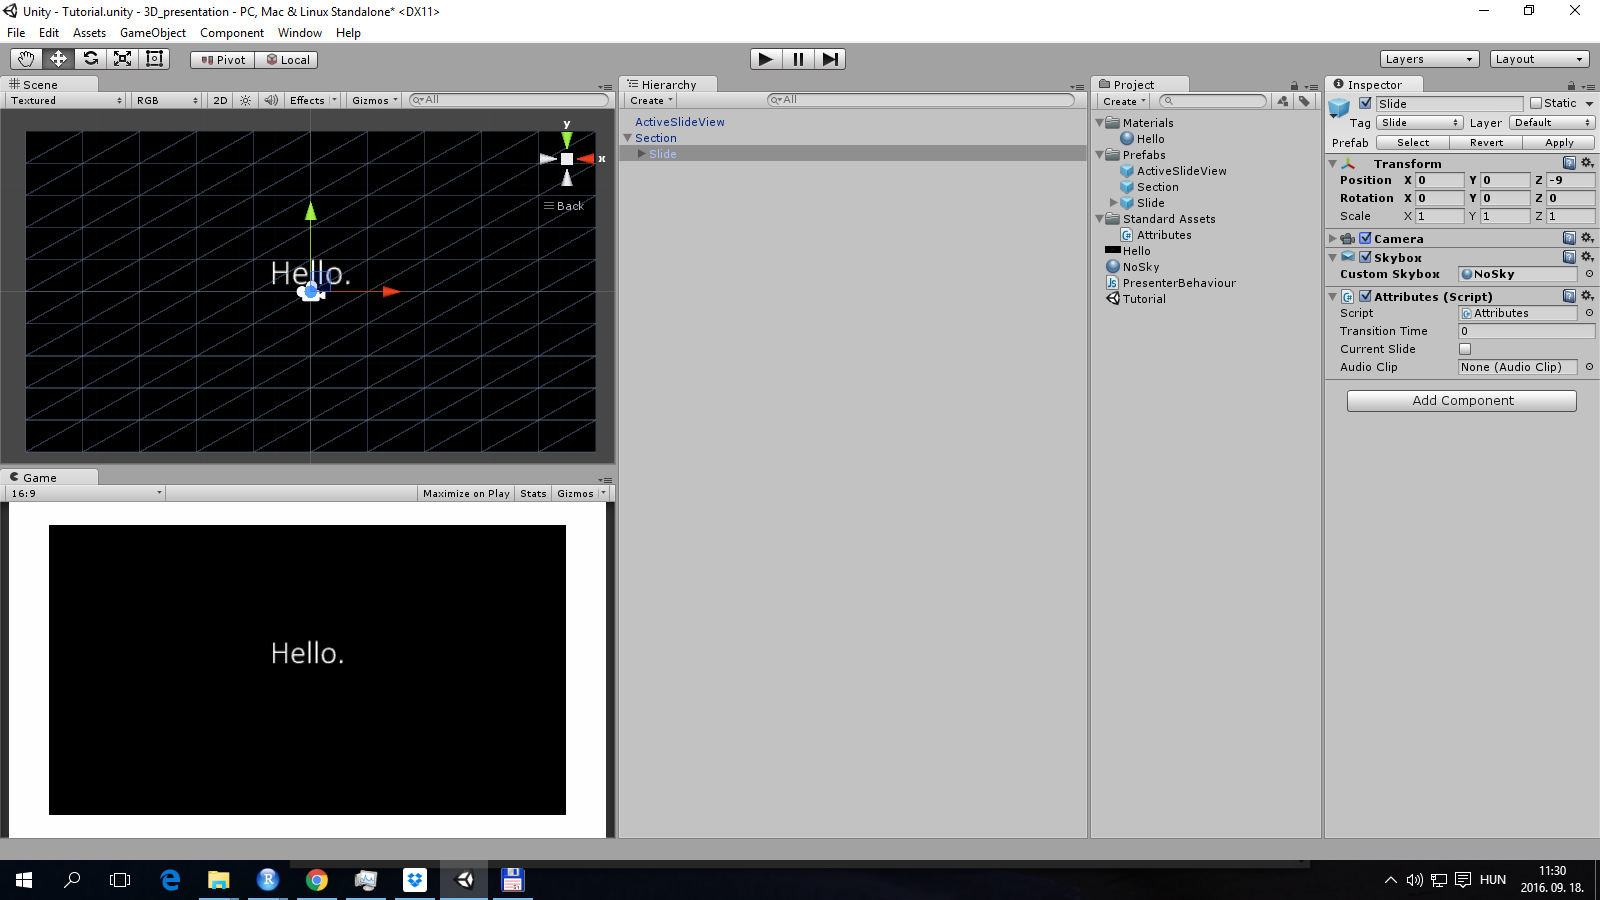 Unity - Tutorial.unity - 3D_presentation - PC, Mac & Linux Standalone* <DX11>
File Edit Assets GameObject Component Window Help
Pivot Local Layers Layout
Scene
Textured RGB 2D Effects Gizmos All
y
x
Back
Hello.
Game
16:9 Maximize on Play Stats Gizmos
Hello.
Hierarchy
Create All
ActiveSlideView
Section
Slide
Project
Create
Materials
Hello
Prefabs
ActiveSlideView
Section
Slide
Standard Assets
Attributes
Hello
NoSky
PresenterBehaviour
Tutorial
Inspector
Slide Static
Tag Slide Layer Default
Prefab Select Revert Apply
Transform
Position X 0 Y 0 Z -9
Rotation X 0 Y 0 Z 0
Scale X 1 Y 1 Z 1
Camera
Skybox
Custom Skybox NoSky
Attributes (Script)
Script Attributes
Transition Time 0
Current Slide
Audio Clip None (Audio Clip)
Add Component
HUN
11:30
2016. 09. 18.